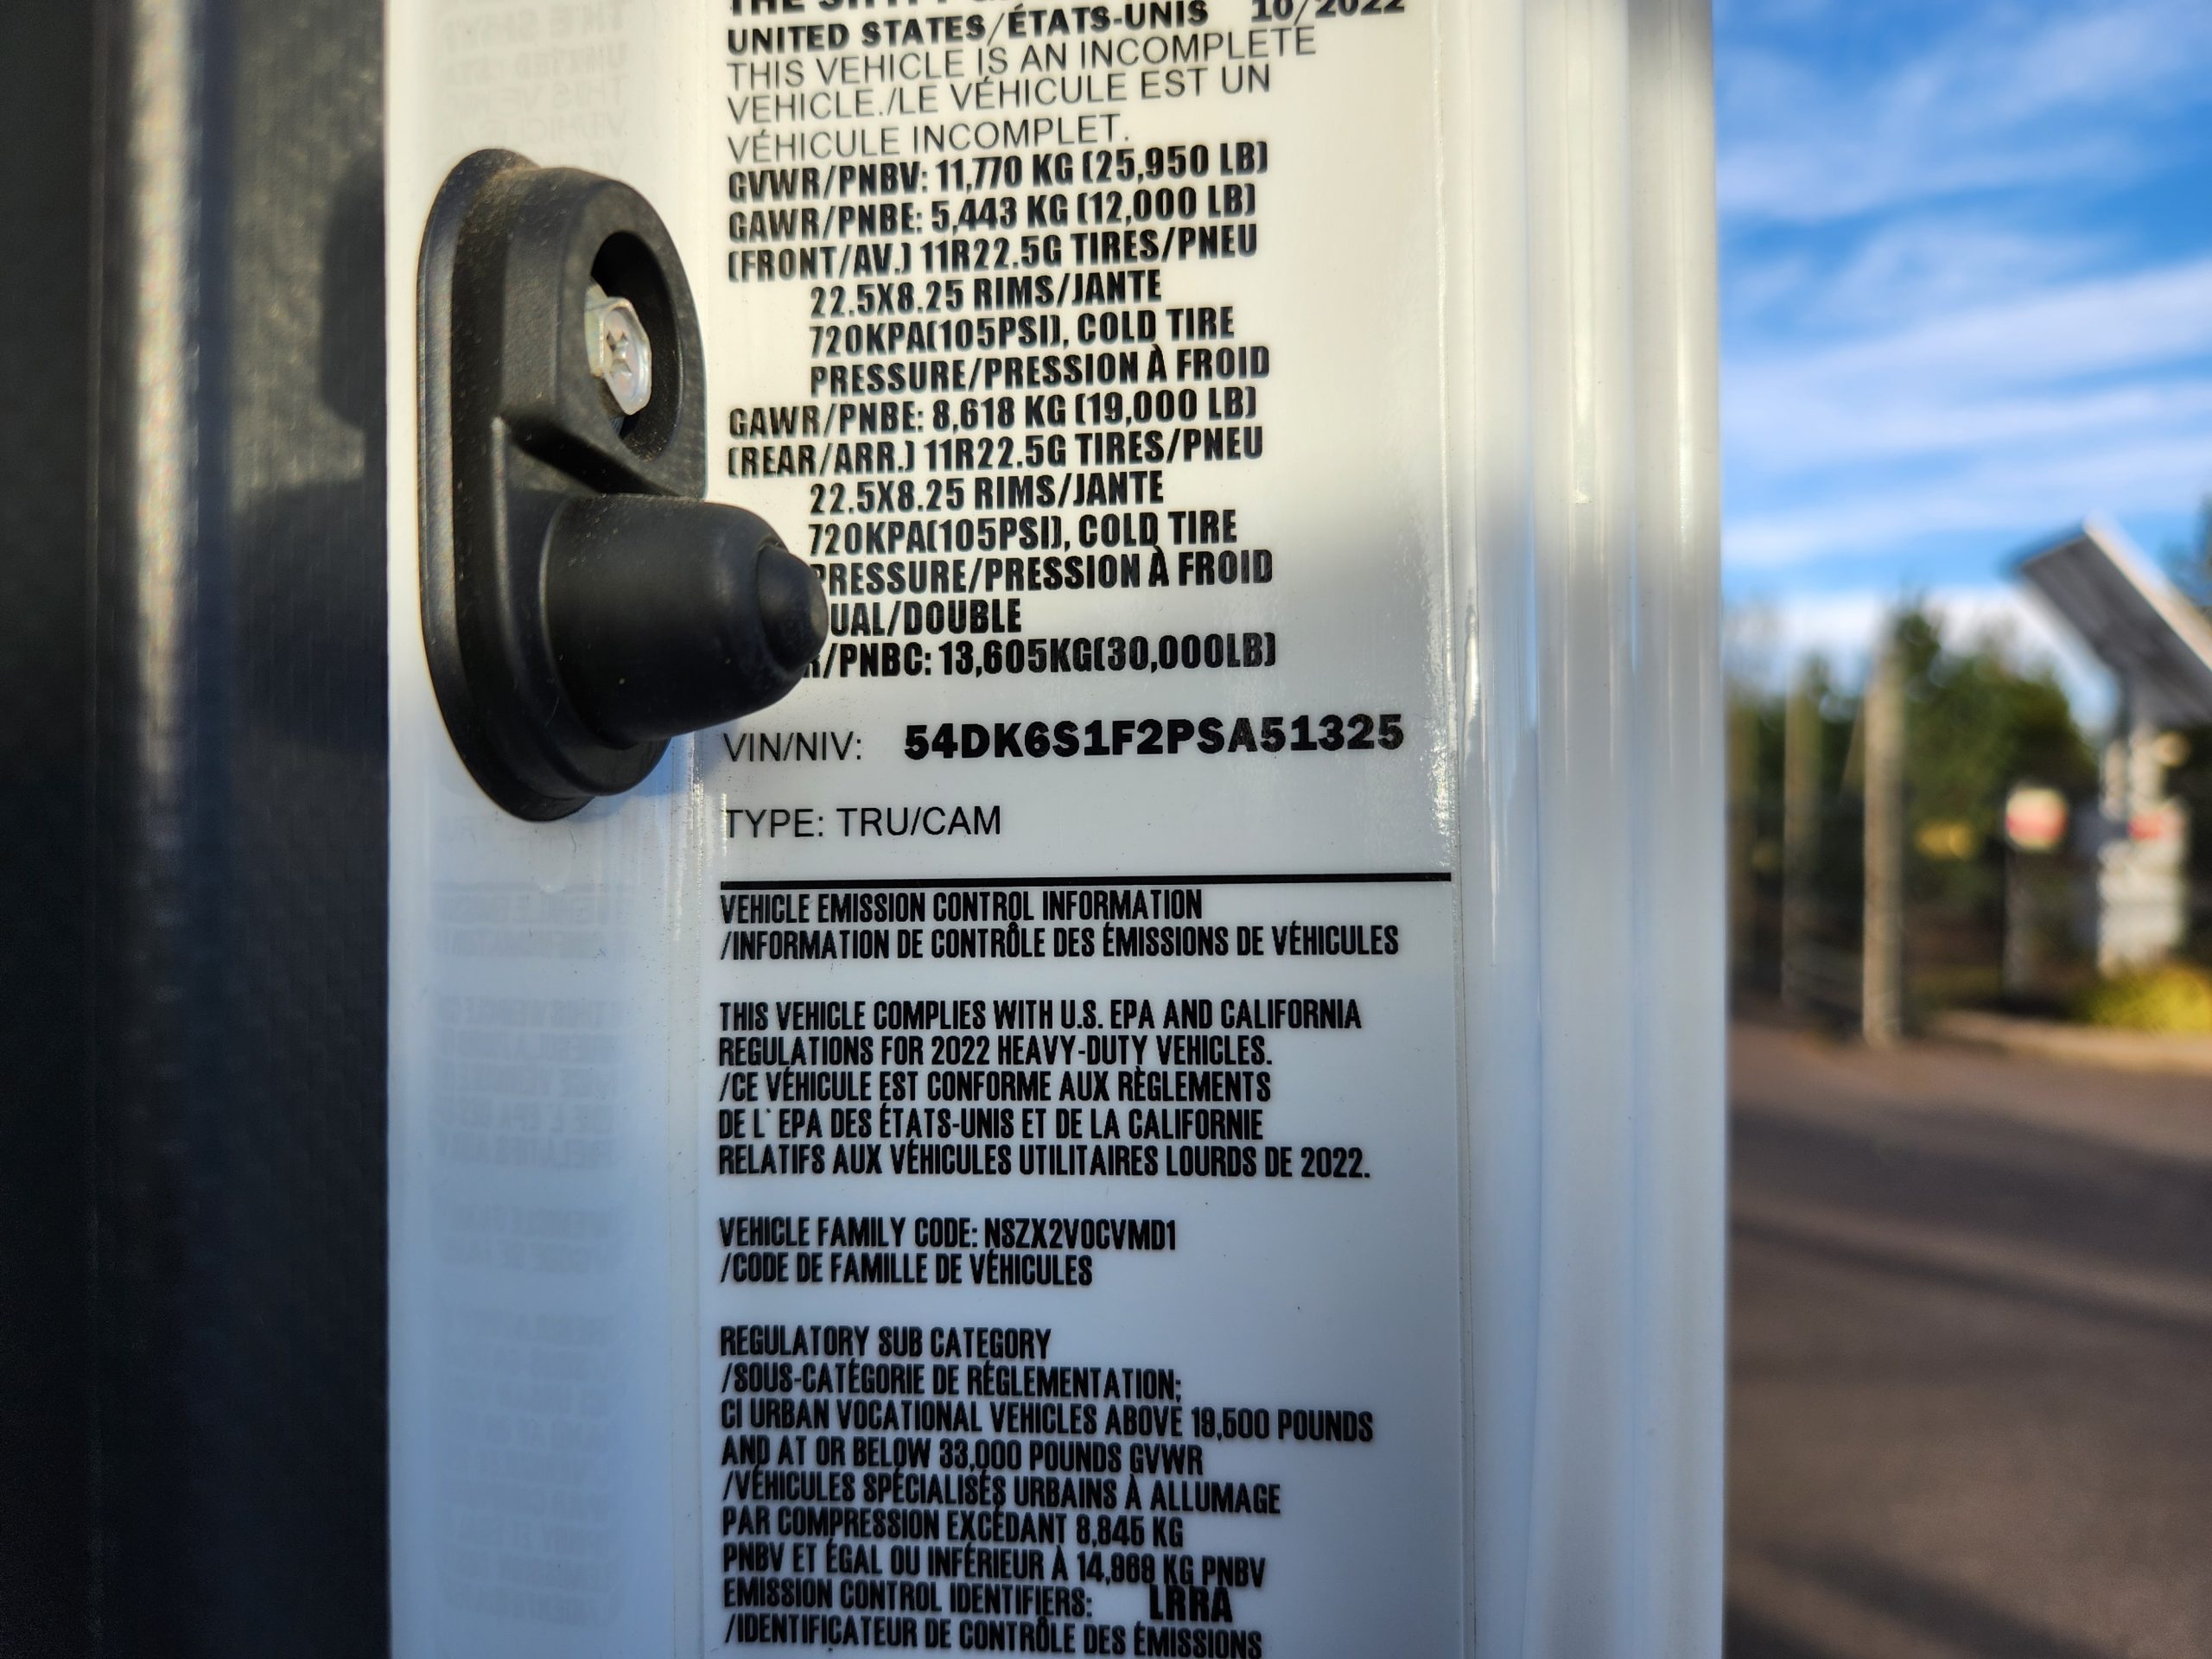 UNITED STATES/ÉTATS-UNIS 10/2022
THIS VEHICLE IS AN INCOMPLETE
VEHICLE./LE VÉHICULE EST UN
VÉHICULE INCOMPLET.
GVWR/PNBV: 11,770 KG (25,950 LB)
GAWR/PNBE: 5,443 KG (12,000 LB)
(FRONT/AV.) 11R22.5G TIRES/PNEU
22.5X8.25 RIMS/JANTE
720KPA(105PSI), COLD TIRE
PRESSURE/PRESSION À FROID
GAWR/PNBE: 8,618 KG (19,000 LB)
(REAR/ARR.) 11R22.5G TIRES/PNEU
22.5X8.25 RIMS/JANTE
720KPA(105PSI), COLD TIRE
PRESSURE/PRESSION À FROID
UAL/DOUBLE
R/PNBC: 13,605KG(30,000LB)
VIN/NIV: 54DK6S1F2PSA51325
TYPE: TRU/CAM
VEHICLE EMISSION CONTROL INFORMATION
/INFORMATION DE CONTRÔLE DES ÉMISSIONS DE VÉHICULES
THIS VEHICLE COMPLIES WITH U.S. EPA AND CALIFORNIA
REGULATIONS FOR 2022 HEAVY-DUTY VEHICLES.
/CE VÉHICULE EST CONFORME AUX RÈGLEMENTS
DE L' EPA DES ÉTATS-UNIS ET DE LA CALIFORNIE
RELATIFS AUX VÉHICULES UTILITAIRES LOURDS DE 2022.
VEHICLE FAMILY CODE: NSZX2VOCVMD1
/CODE DE FAMILLE DE VÉHICULES
REGULATORY SUB CATEGORY
/SOUS-CATÉGORIE DE RÉGLEMENTATION:
CI URBAN VOCATIONAL VEHICLES ABOVE 19,500 POUNDS
AND AT OR BELOW 33,000 POUNDS GVWR
/VÉHICULES SPÉCIALISÉS URBAINS À ALLUMAGE
PAR COMPRESSION EXCÉDANT 8,845 KG
PNBV ET ÉGAL OU INFÉRIEUR À 14,969 KG PNBV
EMISSION CONTROL IDENTIFIERS: LRRA
/IDENTIFICATEUR DE CONTRÔLE DES ÉMISSIONS